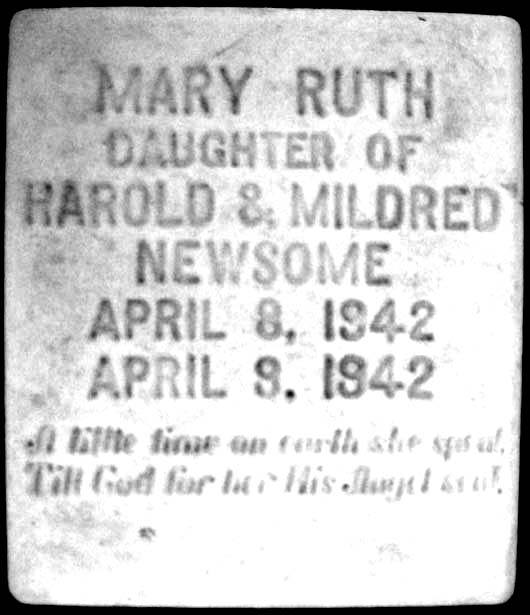 MARY RUTH
DAUGHTER OF
HAROLD & MILDRED
NEWSOME
APRIL 8, 1942
APRIL 9, 1942
A little time on earth she spent,
Till God for her His Angel sent.